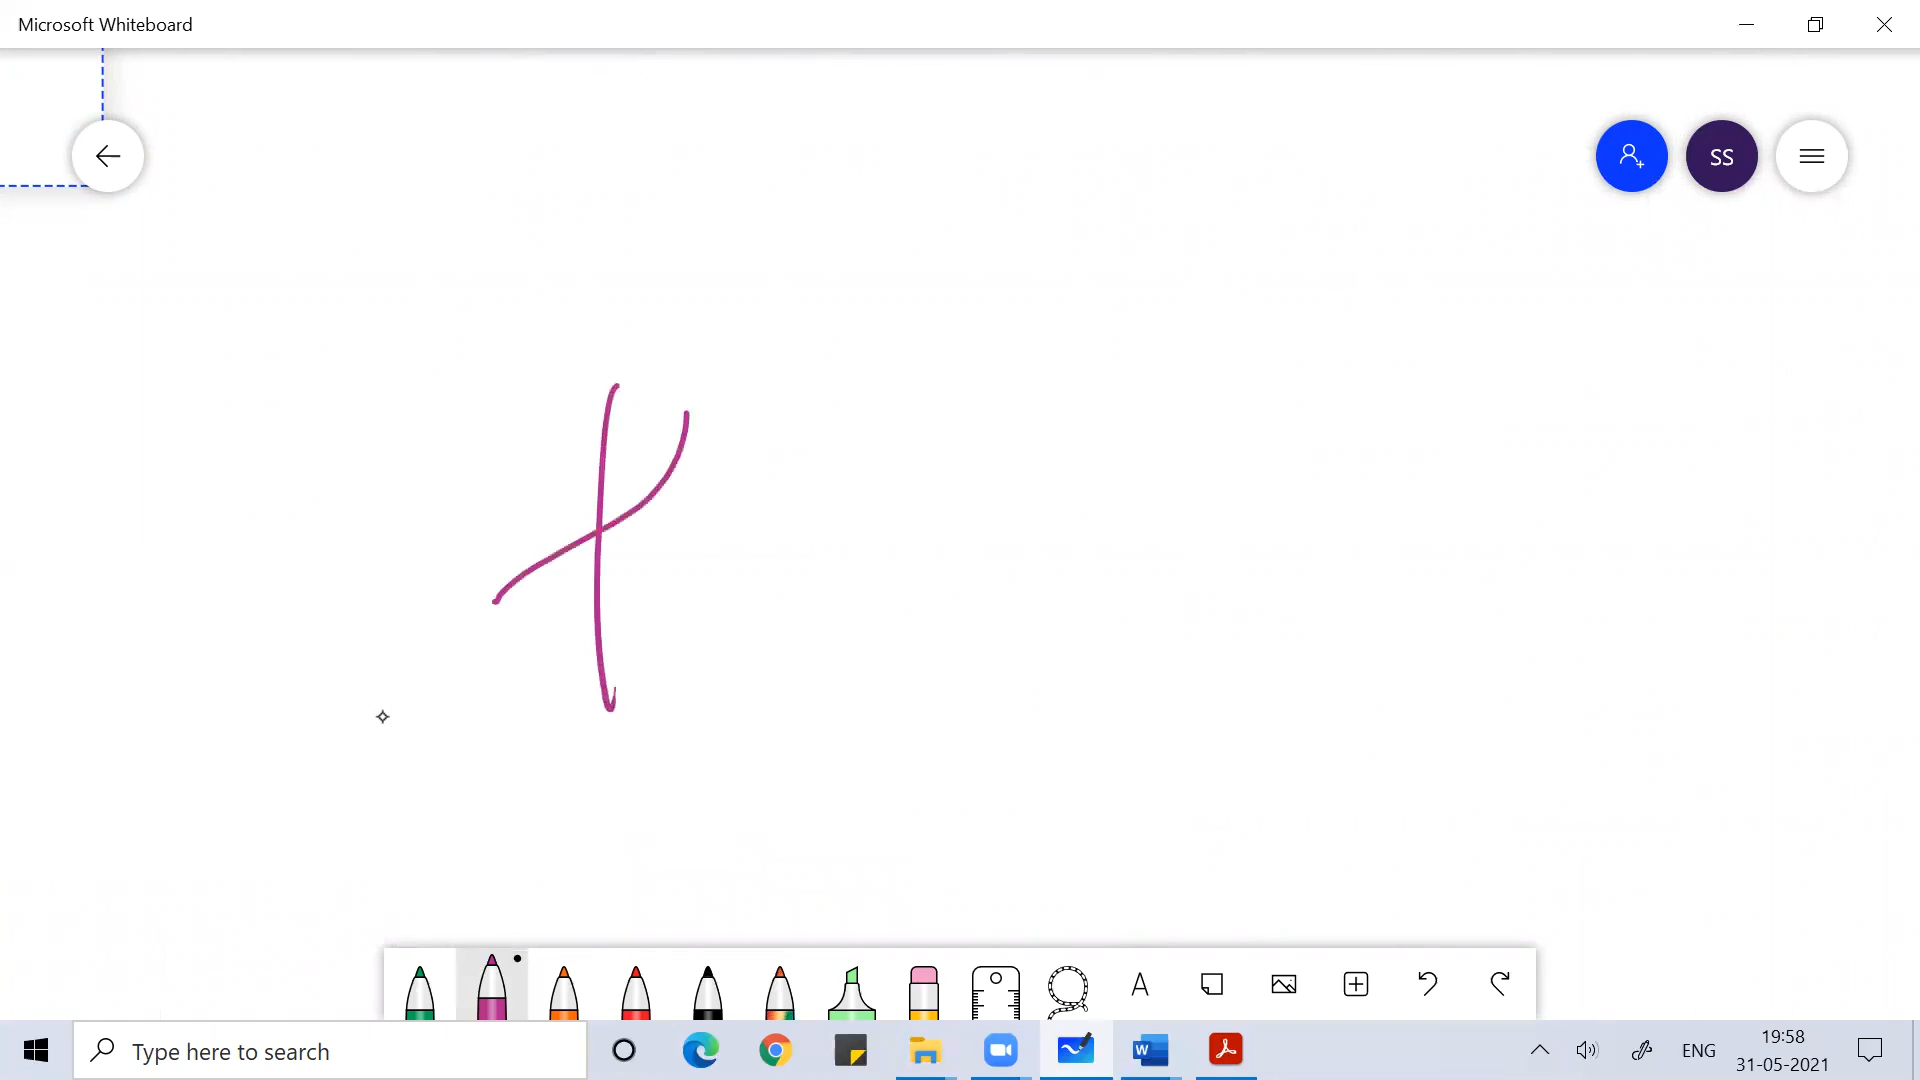 Microsoft Whiteboard
SS
A
Type here to search
W
ENG
19:58
31-05-2021